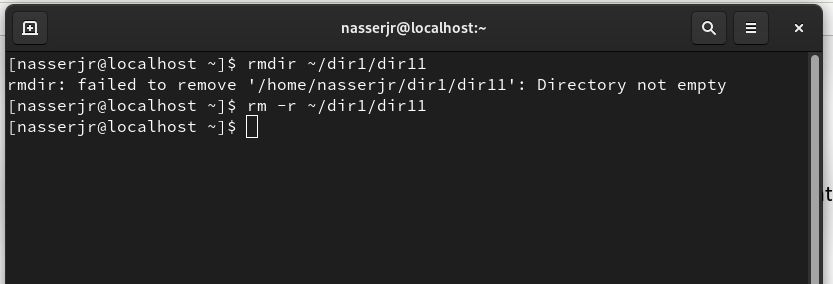 nasserjr@localhost:~
[nasserjr@localhost ~]$ rmdir ~/dir1/dir11
rmdir: failed to remove '/home/nasserjr/dir1/dir11': Directory not empty
[nasserjr@localhost ~]$ rm -r ~/dir1/dir11
[nasserjr@localhost ~]$